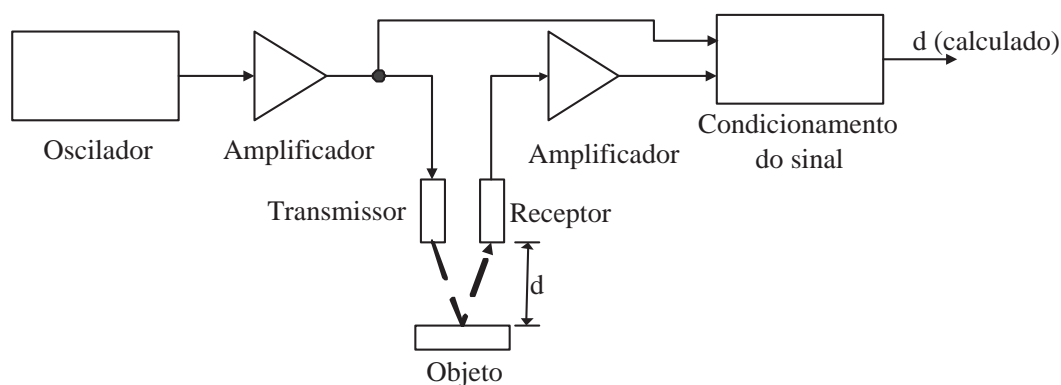 d (calculado)
Oscilador
Amplificador
Amplificador
Condicionamento
do sinal
Transmissor
Receptor
d
Objeto